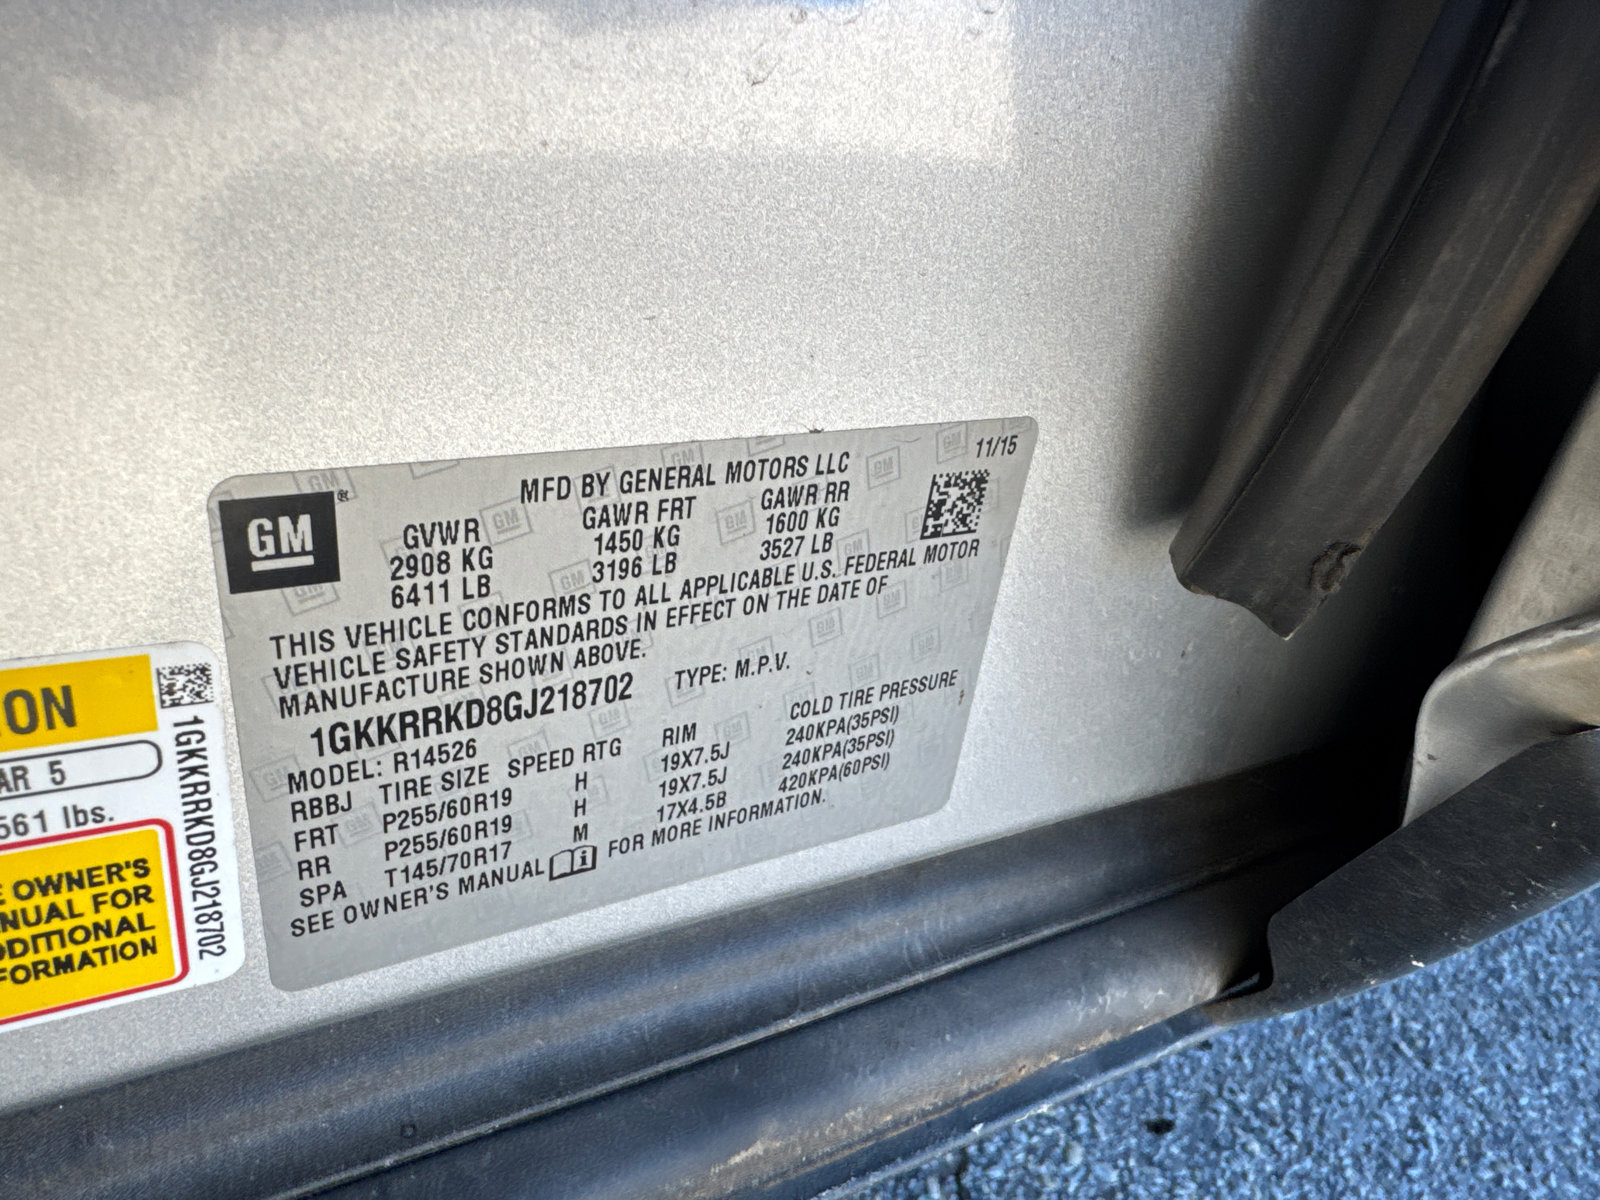 MFD BY GENERAL MOTORS LLC 11/15
GM ®
GVWR GAWR FRT GAWR RR
2908 KG 1450 KG 1600 KG
6411 LB 3196 LB 3527 LB
THIS VEHICLE CONFORMS TO ALL APPLICABLE U.S. FEDERAL MOTOR
VEHICLE SAFETY STANDARDS IN EFFECT ON THE DATE OF
MANUFACTURE SHOWN ABOVE.
1GKKRRKD8GJ218702 TYPE: M.P.V.
MODEL: R14526
RBBJ TIRE SIZE SPEED RTG RIM COLD TIRE PRESSURE
FRT P255/60R19 H 19X7.5J 240KPA(35PSI)
RR P255/60R19 H 19X7.5J 240KPA(35PSI)
SPA T145/70R17 M 17X4.5B 420KPA(60PSI)
SEE OWNER'S MANUAL FOR MORE INFORMATION.
ON
AR 5
561 lbs.
E OWNER'S
NUAL FOR
DDITIONAL
FORMATION
1GKKRRKD8GJ218702